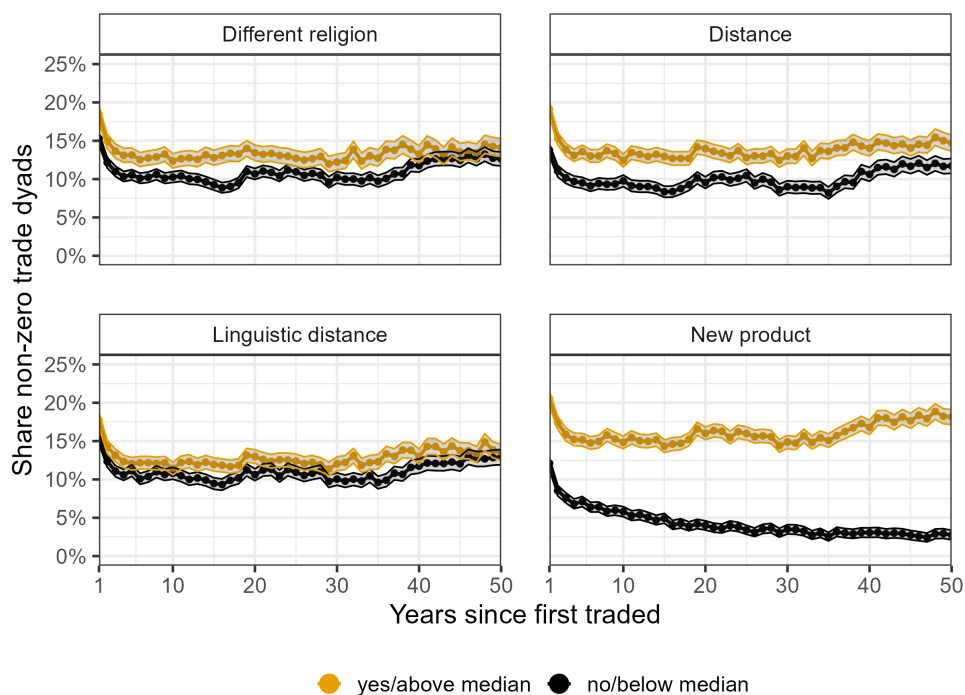 Different religion
Distance
25%
20%
15%
10%
5%
0%
Linguistic distance
New product
25%
20%
15%
10%
5%
0%
1 10 20 30 40 50
1 10 20 30 40 50
Share non-zero trade dyads
Years since first traded
yes/above median no/below median